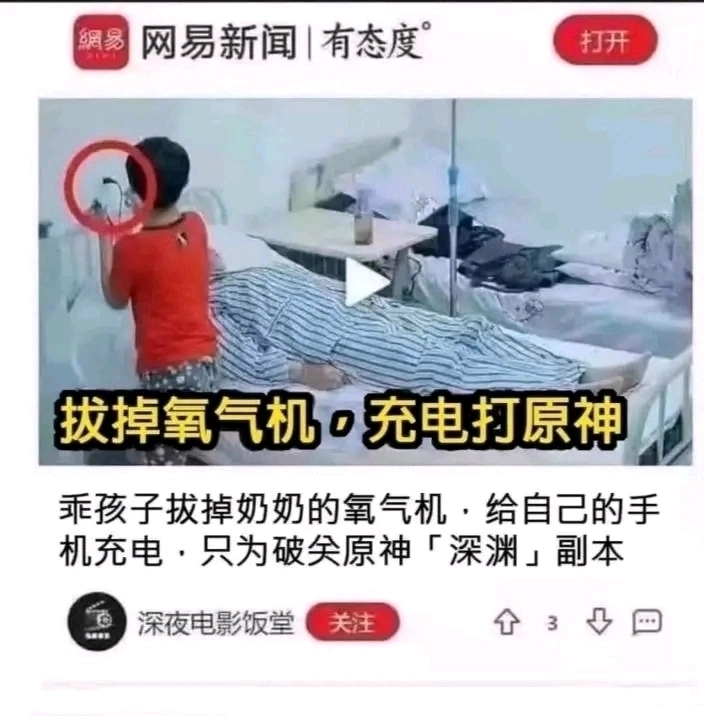 網易 网易新闻 | 有态度°
打开
拔掉氧气机，充电打原神
乖孩子拔掉奶奶的氧气机，给自己的手
机充电，只为破尖原神「深渊」副本
深夜电影饭堂 关注 3